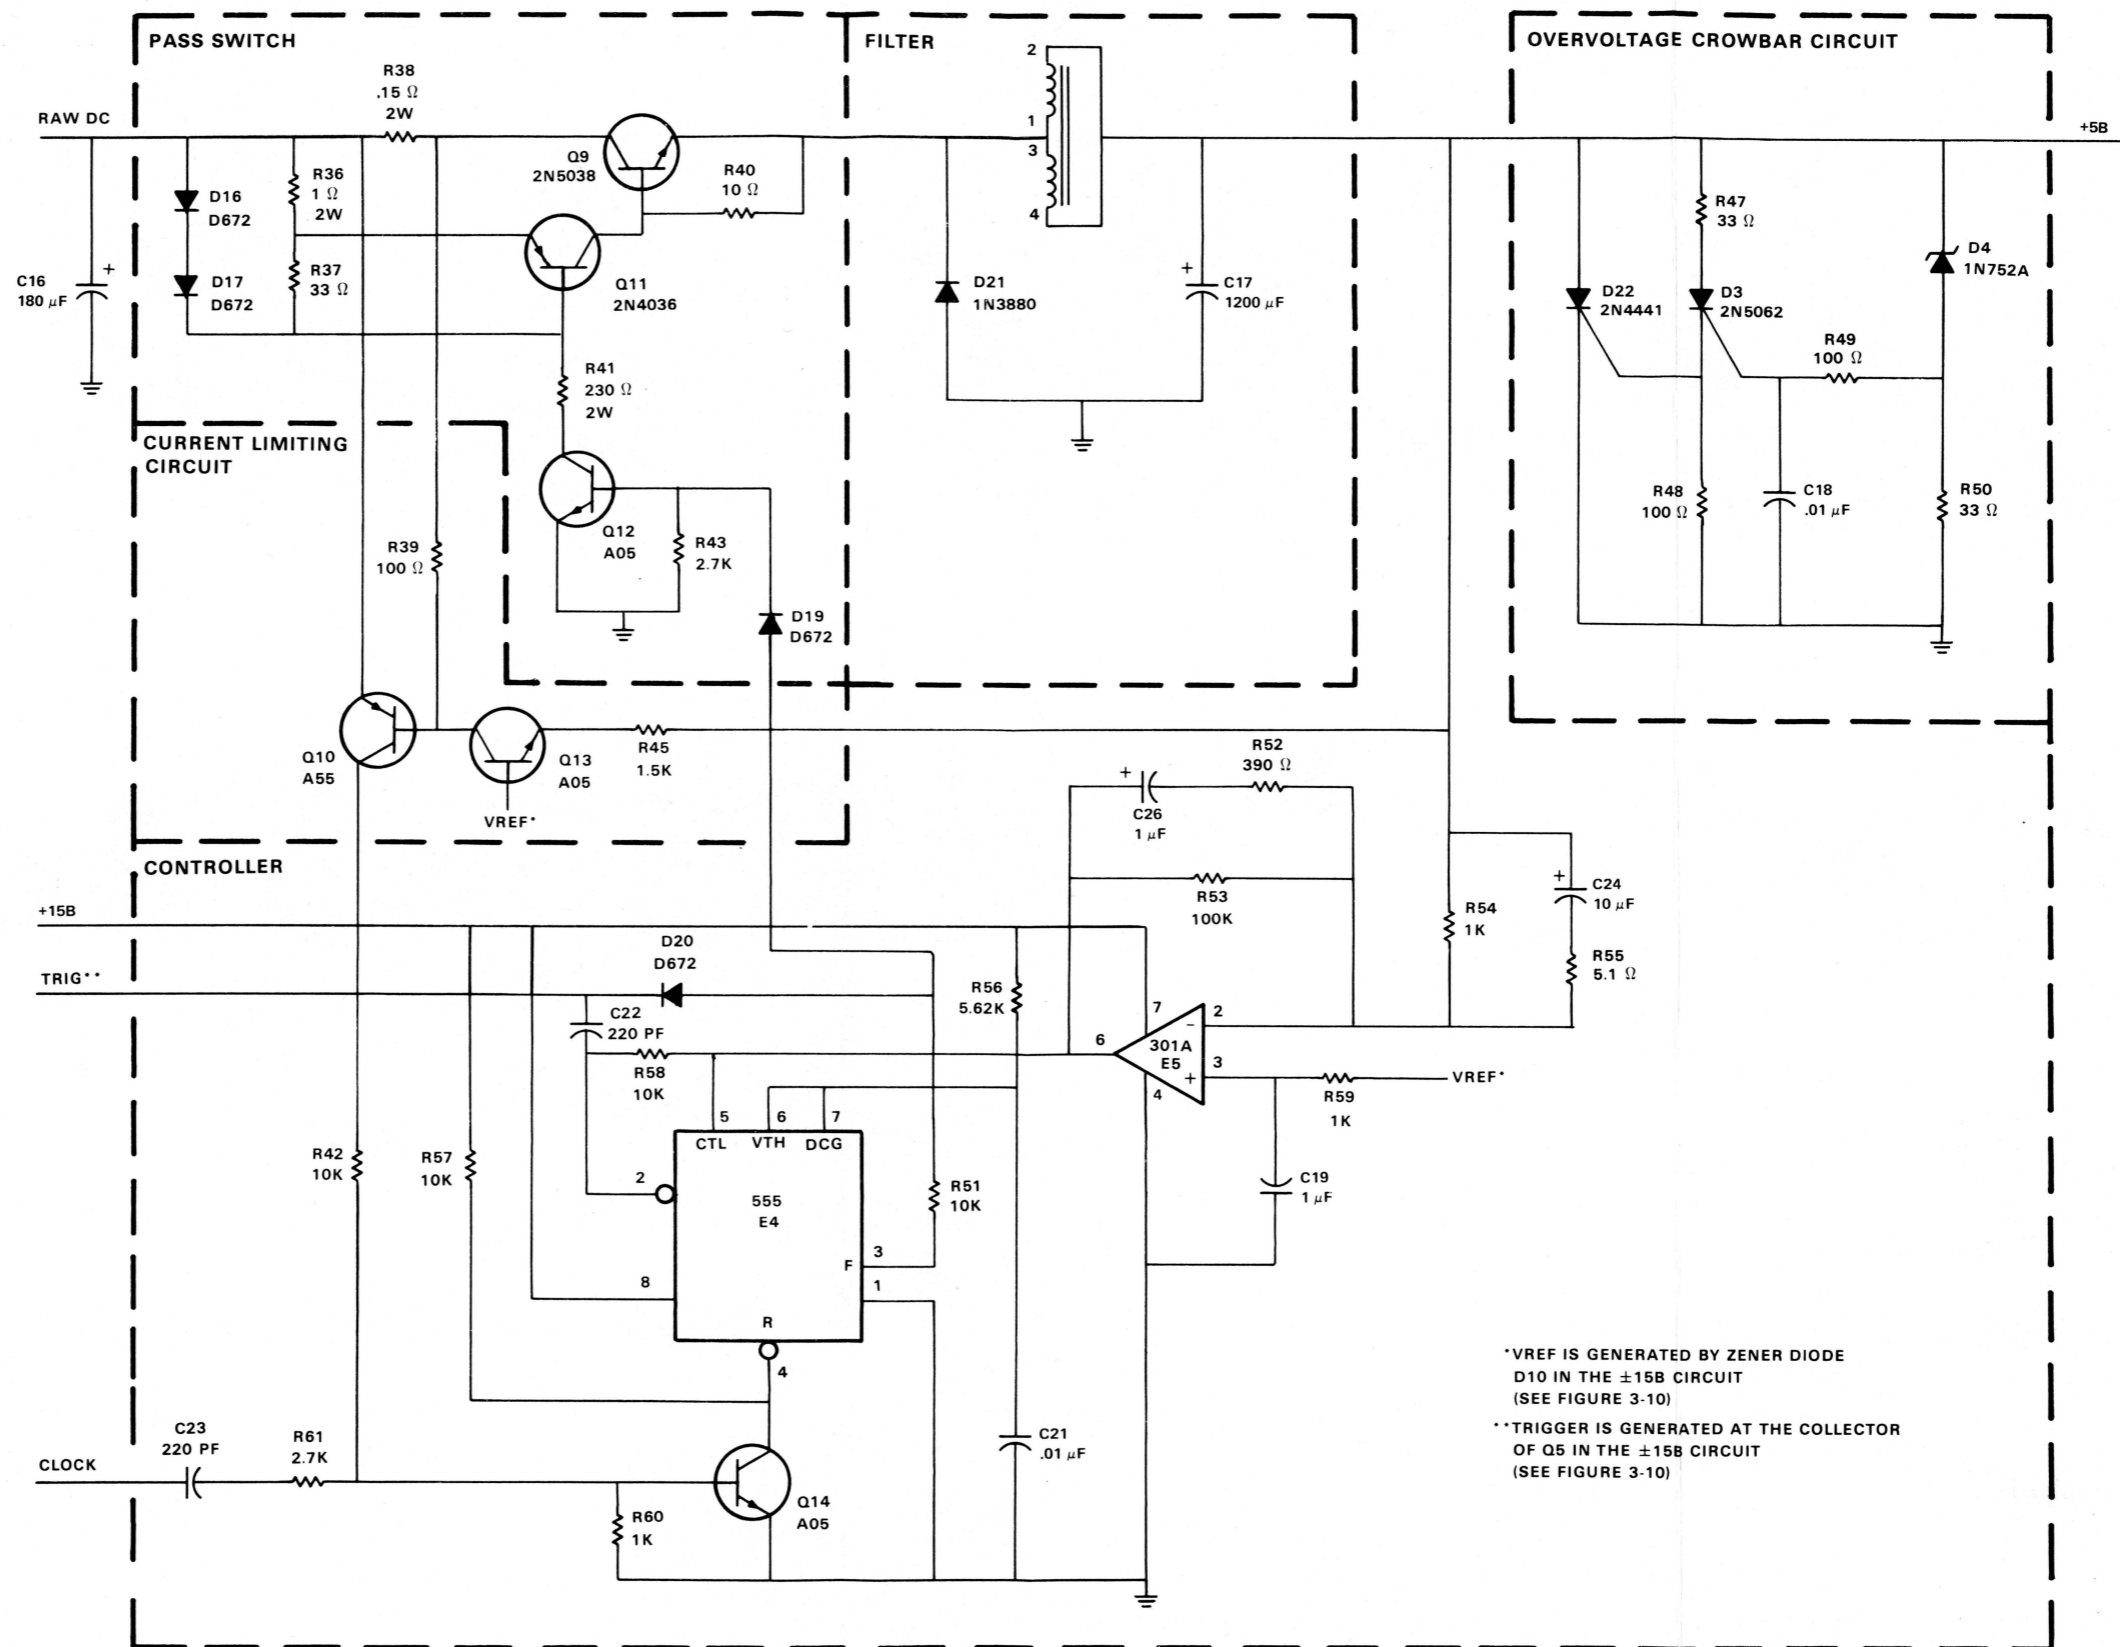 PASS SWITCH
FILTER
OVERVOLTAGE CROWBAR CIRCUIT
RAW DC
+5B
R38
.15 Ω
2W
2
1
3
4
Q9
2N5038
R40
10 Ω
R36
1 Ω
2W
D16
D672
D17
D672
R37
33 Ω
+
C16
180 μF
Q11
2N4036
R41
230 Ω
2W
D21
1N3880
+
C17
1200 μF
R47
33 Ω
D4
1N752A
D22
2N4441
D3
2N5062
R49
100 Ω
R48
100 Ω
C18
.01 μF
R50
33 Ω
CURRENT LIMITING
CIRCUIT
R39
100 Ω
Q12
A05
R43
2.7K
D19
D672
Q10
A55
Q13
A05
R45
1.5K
VREF*
CONTROLLER
R52
390 Ω
+
C26
1 μF
R53
100K
R54
1K
+
C24
10 μF
R55
5.1 Ω
+15B
TRIG**
D20
D672
C22
220 PF
R58
10K
R56
5.62K
7
2
6
−
301A
E5
+
3
4
VREF*
R59
1K
C19
1 μF
5
6
7
CTL
VTH
DCG
2
555
E4
R51
10K
R42
10K
R57
10K
3
F
1
8
R
4
C21
.01 μF
C23
220 PF
R61
2.7K
CLOCK
R60
1K
Q14
A05
*VREF IS GENERATED BY ZENER DIODE
D10 IN THE ±15B CIRCUIT
(SEE FIGURE 3-10)
**TRIGGER IS GENERATED AT THE COLLECTOR
OF Q5 IN THE ±15B CIRCUIT
(SEE FIGURE 3-10)